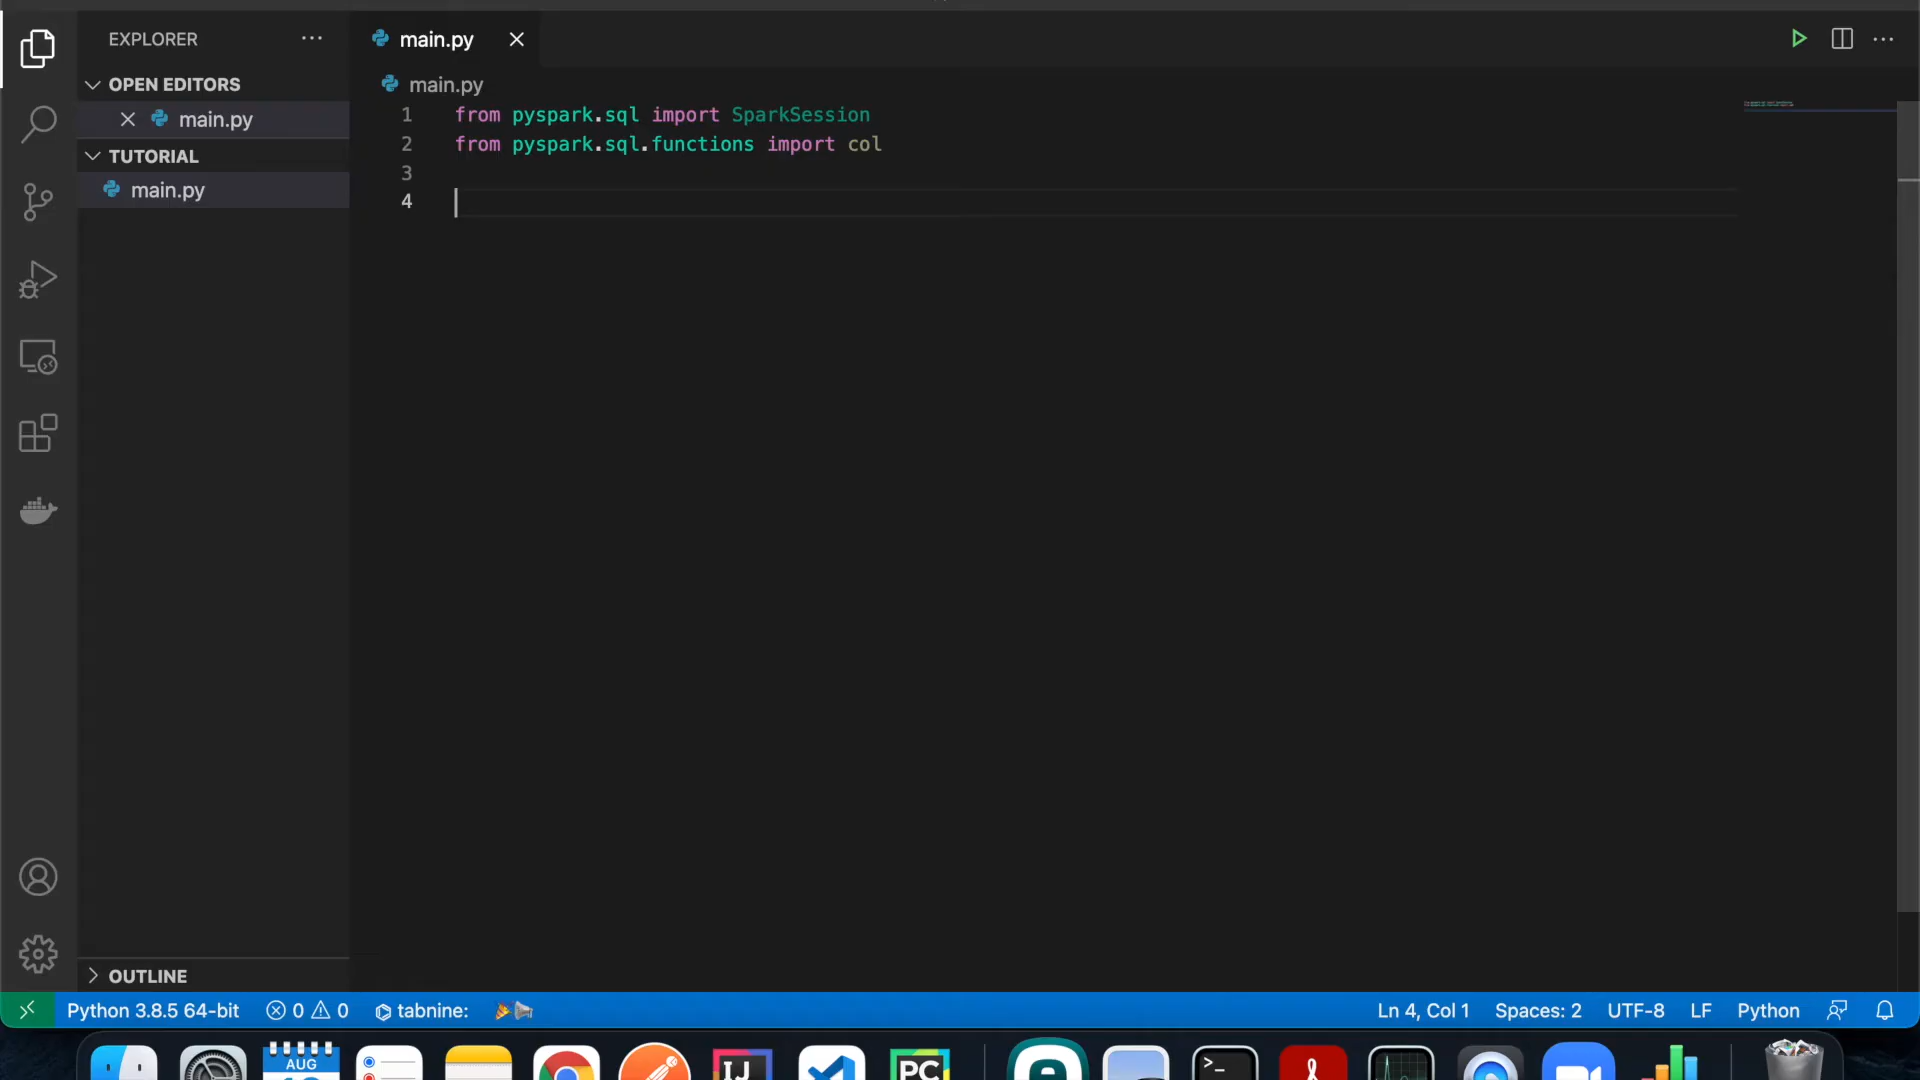 EXPLORER
OPEN EDITORS
main.py
TUTORIAL
main.py
OUTLINE
main.py
main.py
1 from pyspark.sql import SparkSession
2 from pyspark.sql.functions import col
3
4
Python 3.8.5 64-bit 0 0 tabnine: Ln 4, Col 1 Spaces: 2 UTF-8 LF Python
AUG
IJ
PC
>_